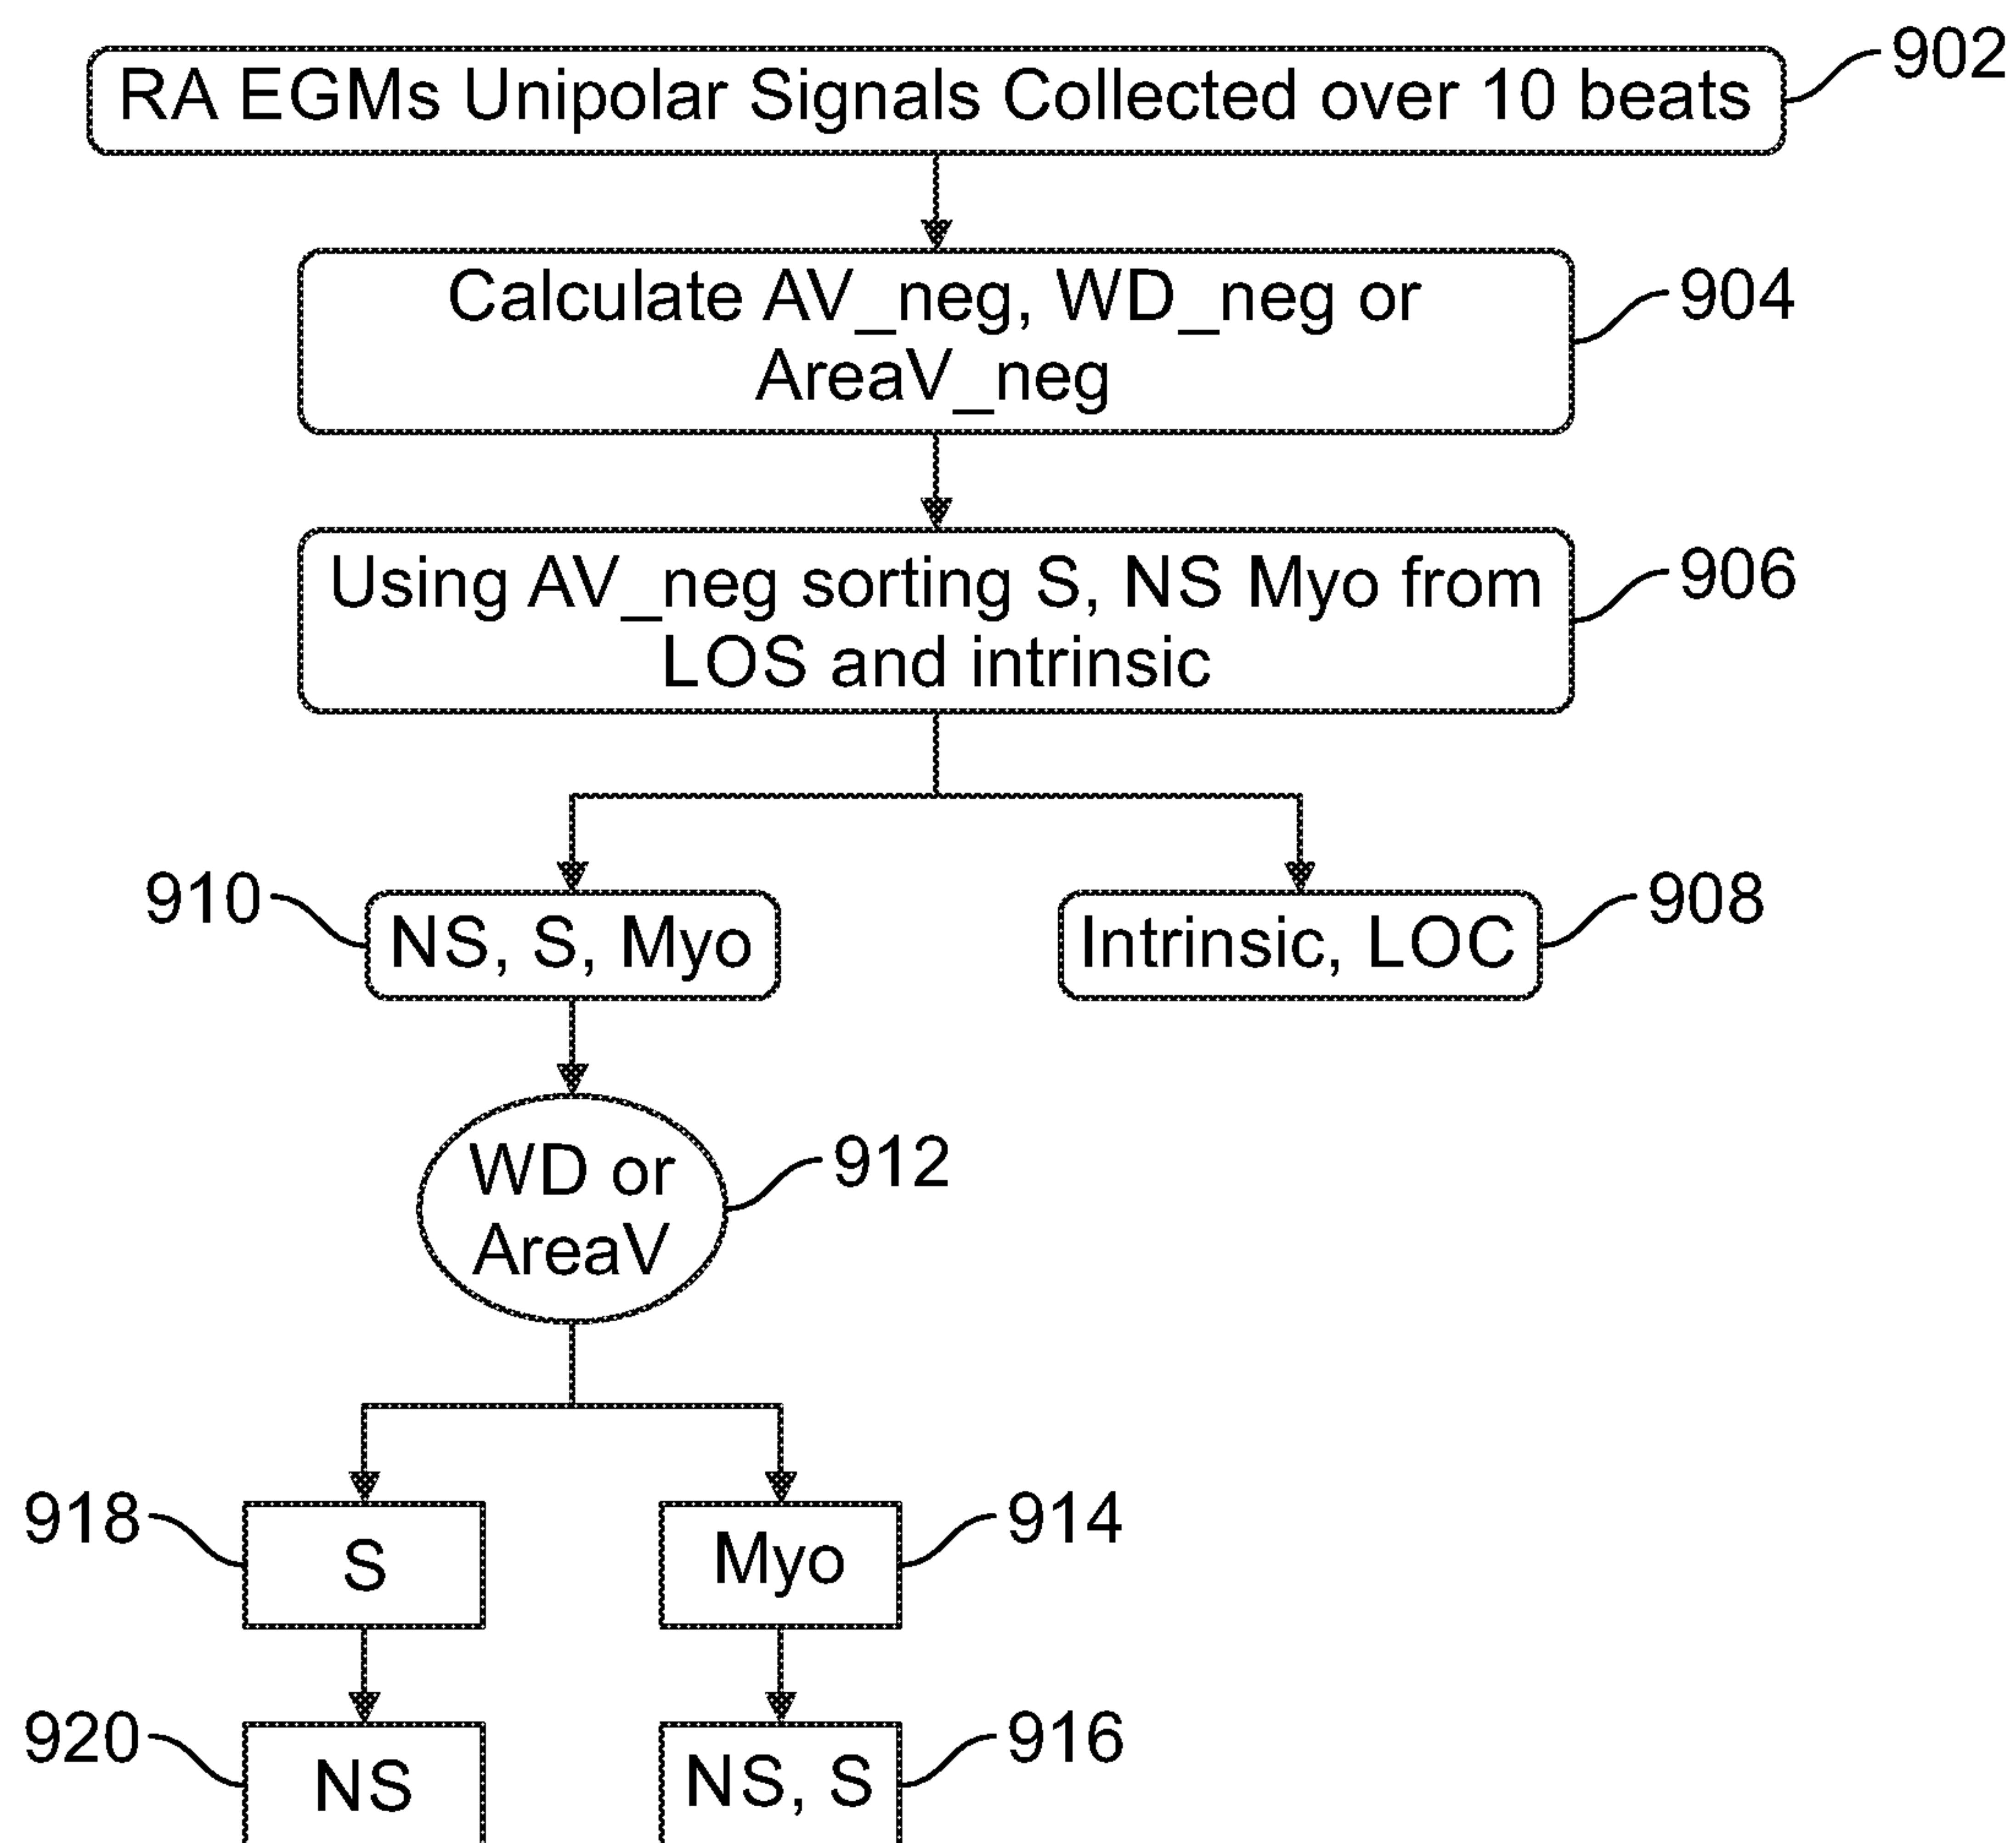 RA EGMs Unipolar Signals Collected over 10 beats
902
Calculate AV_neg, WD_neg or
AreaV_neg
904
Using AV_neg sorting S, NS Myo from
LOS and intrinsic
906
910
NS, S, Myo
Intrinsic, LOC
908
WD or
AreaV
912
918
S
Myo
914
920
NS
NS, S
916